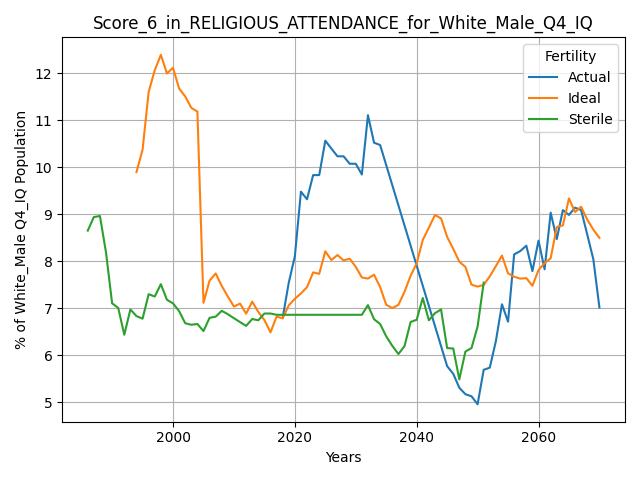 Score_6_in_RELIGIOUS_ATTENDANCE_for_White_Male_Q4_IQ
% of White_Male Q4_IQ Population
12
11
10
9
8
7
6
5
Fertility
Actual
Ideal
Sterile
2000
2020
2040
2060
Years